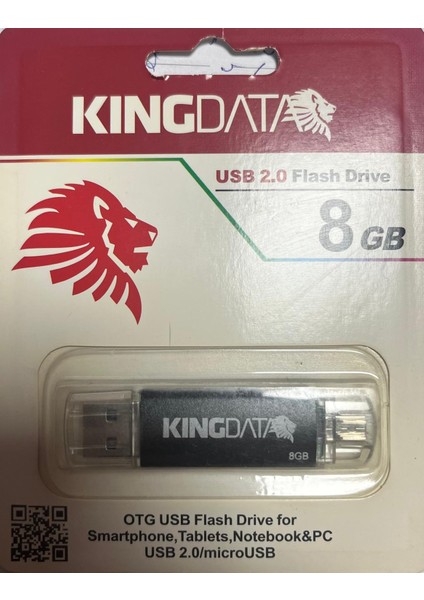 KINGDATA
USB 2.0 Flash Drive
8 GB
KINGDATA
8GB
OTG USB Flash Drive for
Smartphone,Tablets,Notebook&PC
USB 2.0/microUSB